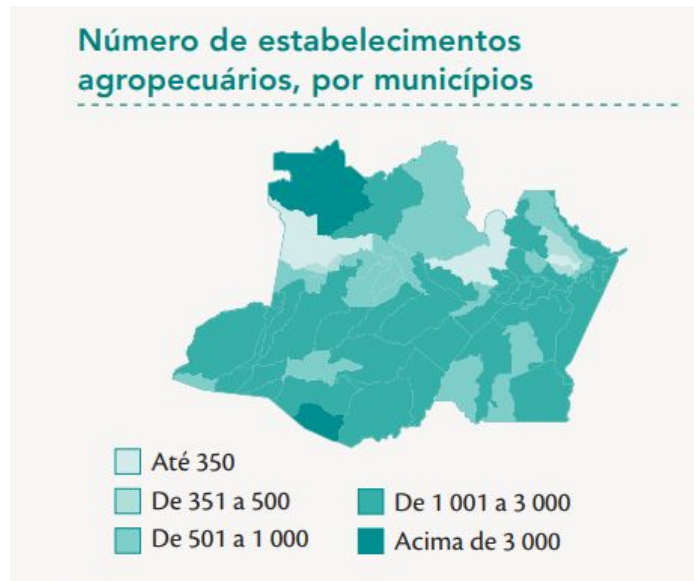 Número de estabelecimentos
agropecuários, por municípios
Até 350
De 351 a 500
De 501 a 1 000
De 1 001 a 3 000
Acima de 3 000